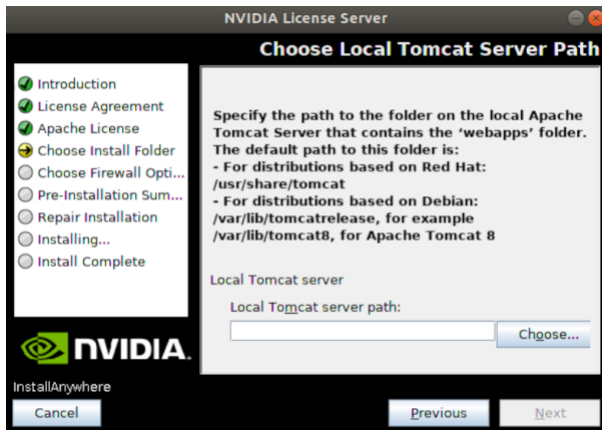 NVIDIA License Server
Choose Local Tomcat Server Path
Introduction
License Agreement
Apache License
Choose Install Folder
Choose Firewall Opti...
Pre-Installation Sum...
Repair Installation
Installing...
Install Complete
Specify the path to the folder on the local Apache
Tomcat Server that contains the ‘webapps’ folder.
The default path to this folder is:
- For distributions based on Red Hat:
/usr/share/tomcat
- For distributions based on Debian:
/var/lib/tomcatrelease, for example
/var/lib/tomcat8, for Apache Tomcat 8
Local Tomcat server
Local Tomcat server path:
Choose...
NVIDIA.
InstallAnywhere
Cancel
Previous
Next